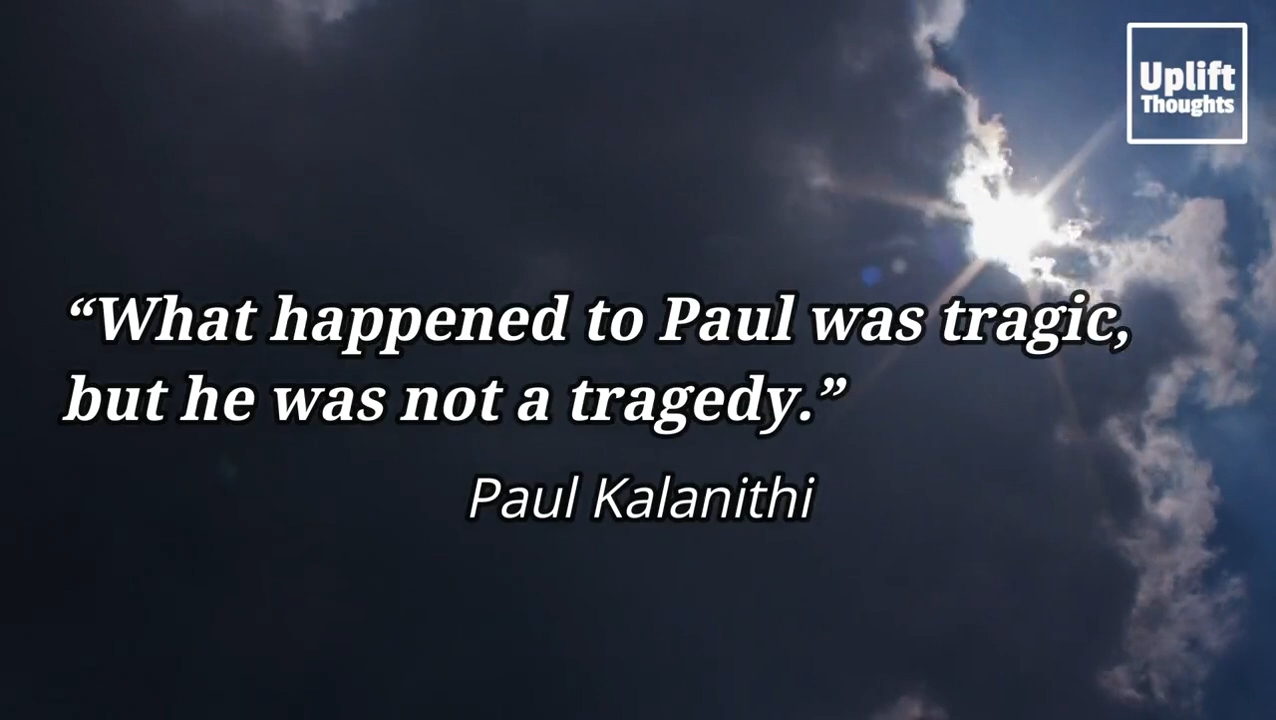 Uplift
Thoughts
“What happened to Paul was tragic,
but he was not a tragedy.”
Paul Kalanithi